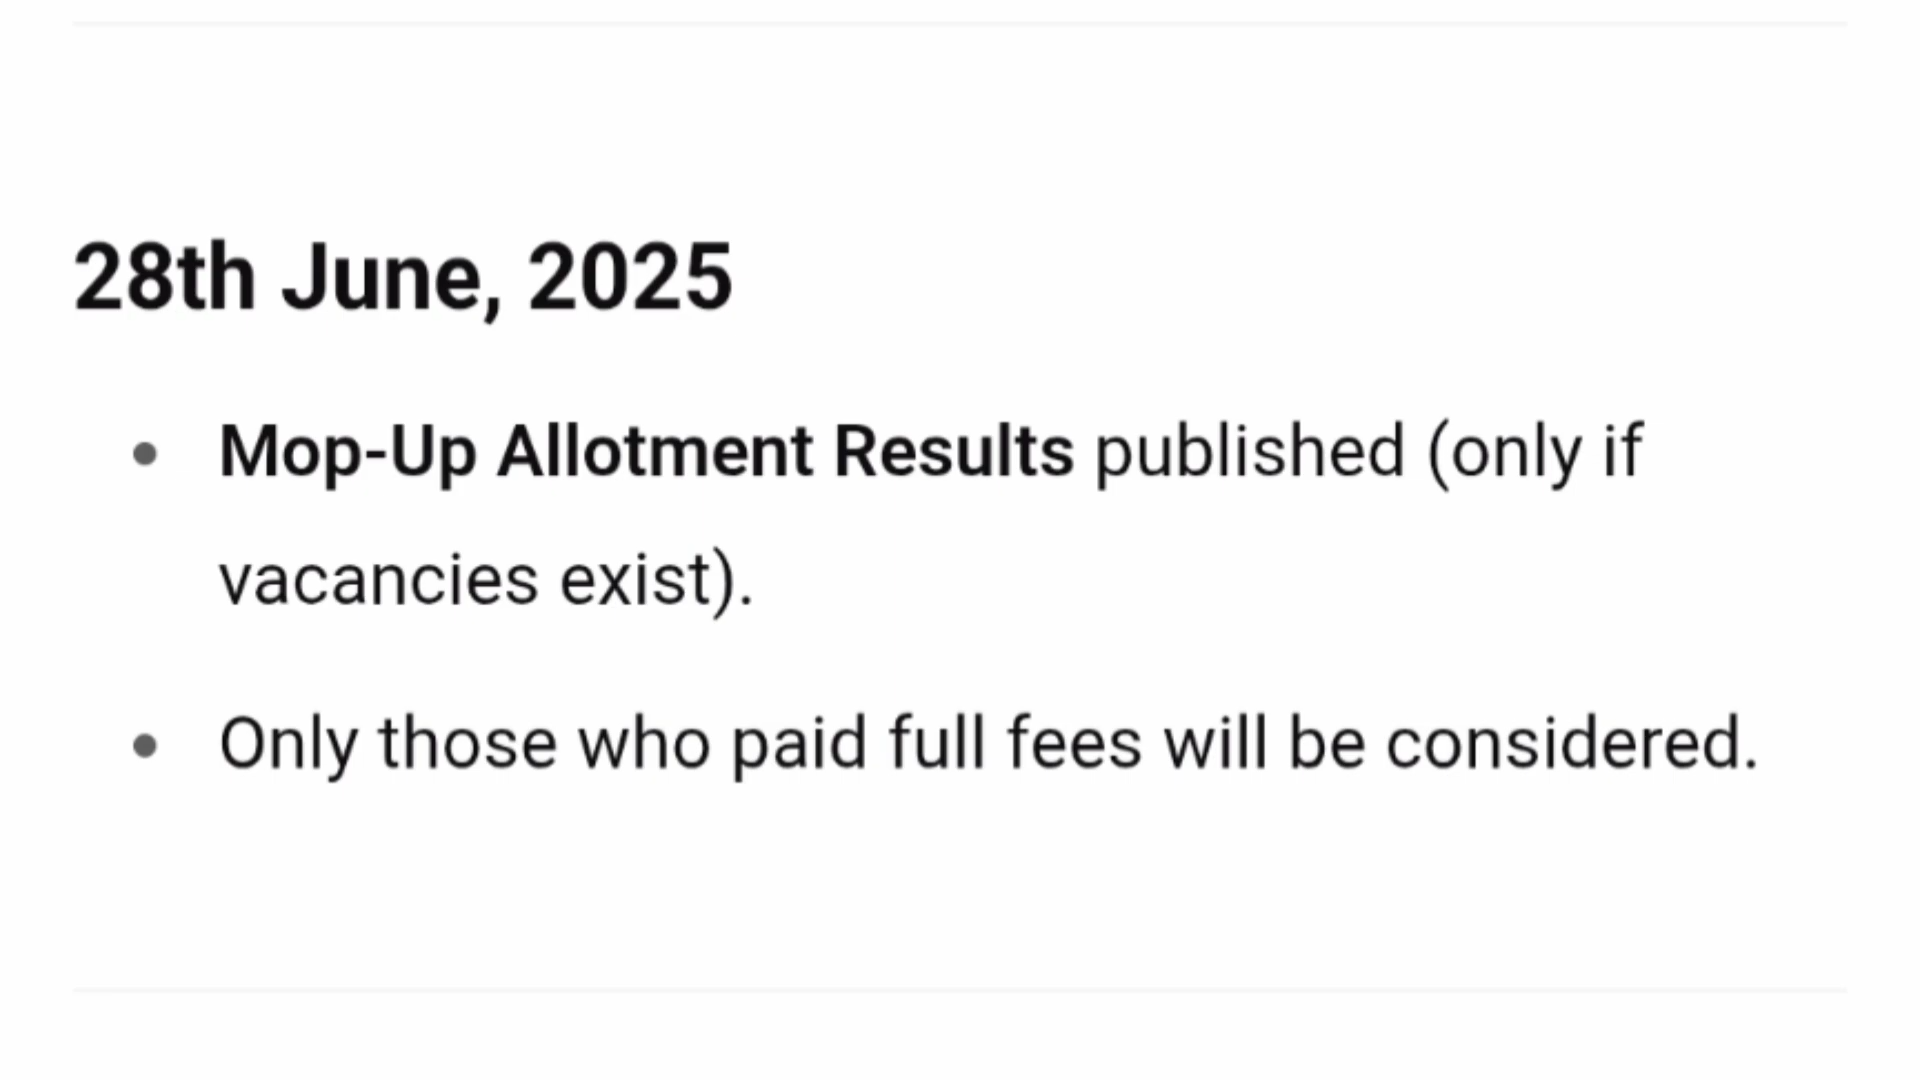 28th June, 2025
Mop-Up Allotment Results published (only if
vacancies exist).
Only those who paid full fees will be considered.